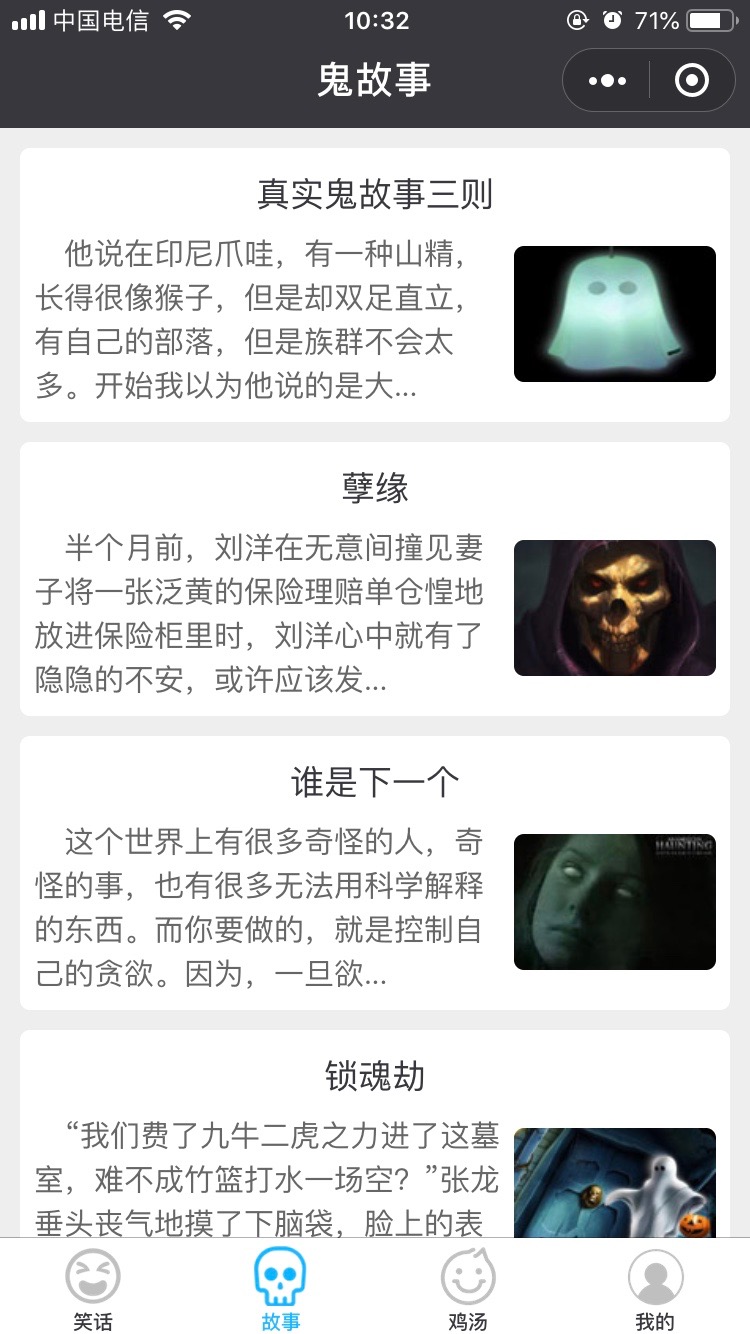 中国电信
10:32
71%
鬼故事
真实鬼故事三则
他说在印尼爪哇，有一种山精，
长得很像猴子，但是却双足直立，
有自己的部落，但是族群不会太
多。开始我以为他说的是大...
孽缘
半个月前，刘洋在无意间撞见妻
子将一张泛黄的保险理赔单仓惶地
放进保险柜里时，刘洋心中就有了
隐隐的不安，或许应该发...
谁是下一个
这个世界上有很多奇怪的人，奇
怪的事，也有很多无法用科学解释
的东西。而你要做的，就是控制自
己的贪欲。因为，一旦欲...
HAUNTING
锁魂劫
“我们费了九牛二虎之力进了这墓
室，难不成竹篮打水一场空？”张龙
垂头丧气地摸了下脑袋，脸上的表
笑话
故事
鸡汤
我的